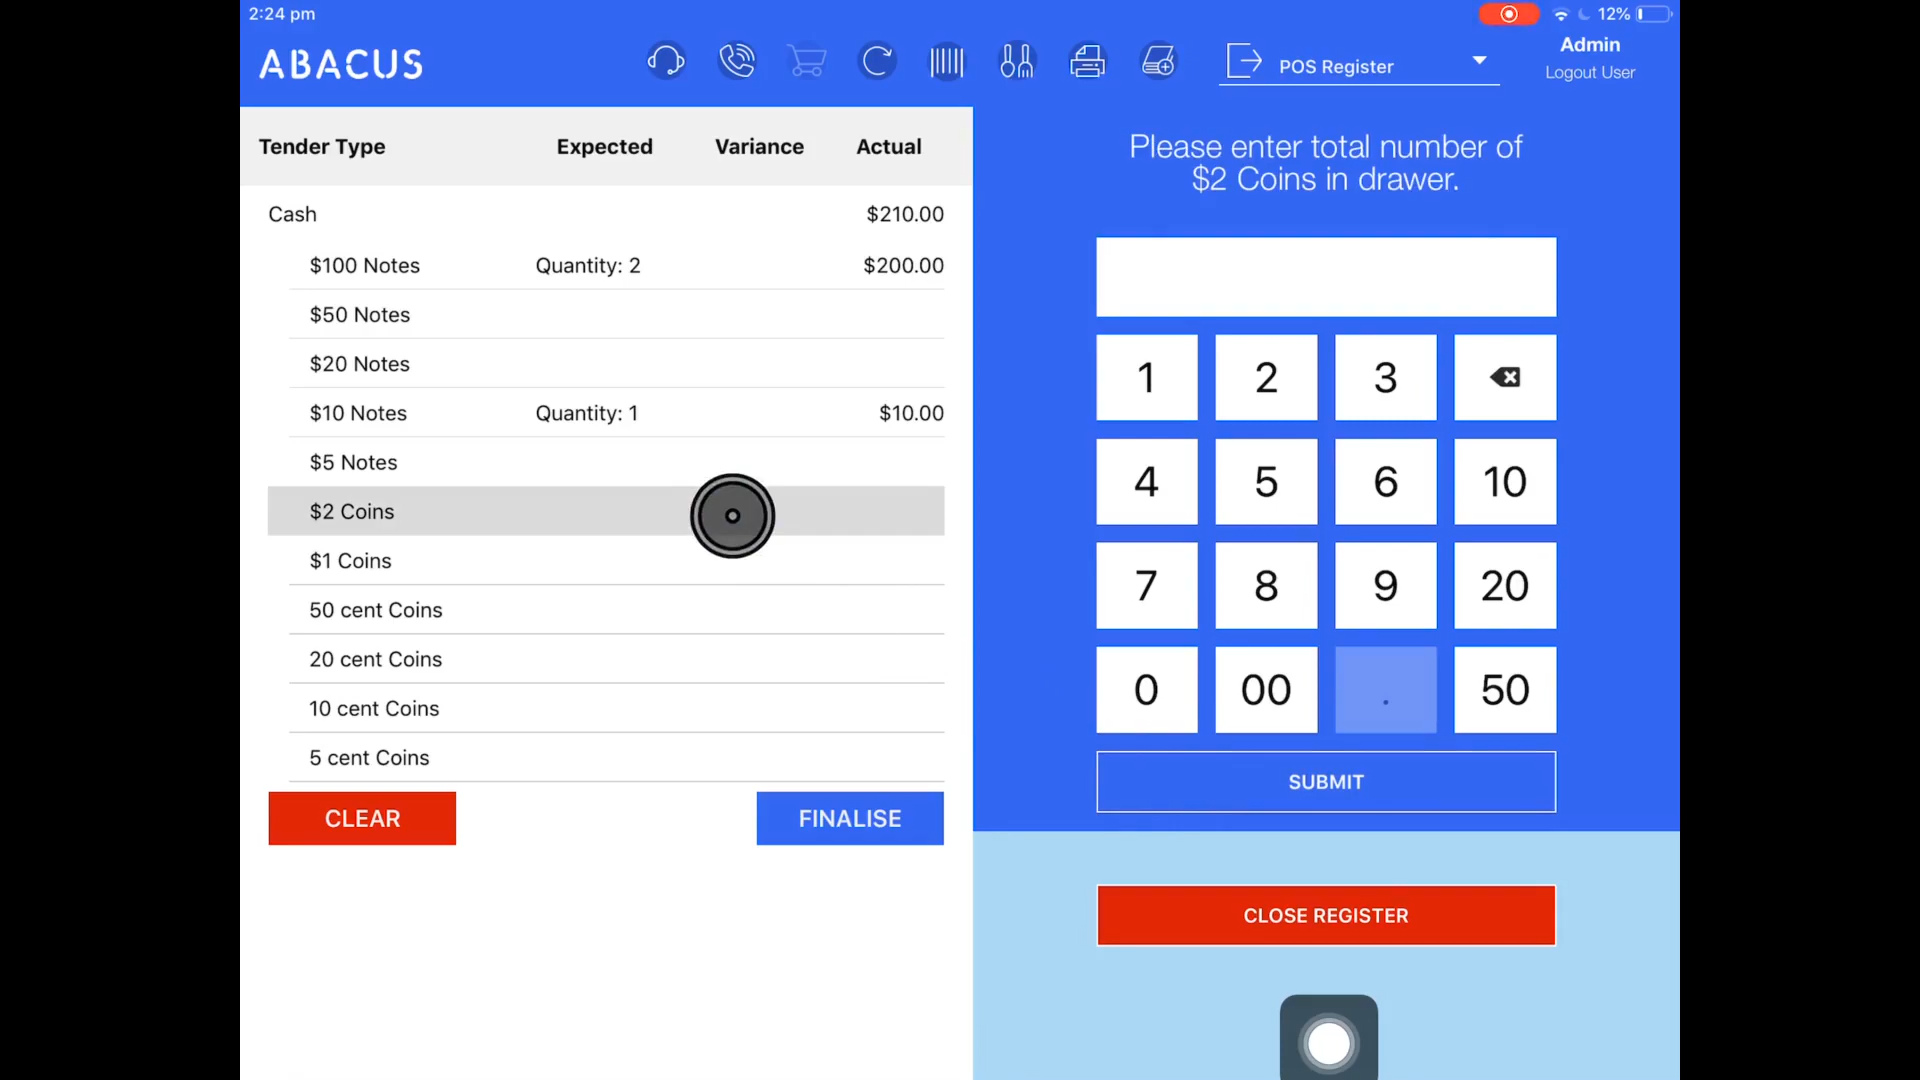 2:24 pm
12%
ABACUS
POS Register
Admin
Logout User
Tender Type Expected Variance Actual
Cash $210.00
$100 Notes Quantity: 2 $200.00
$50 Notes
$20 Notes
$10 Notes Quantity: 1 $10.00
$5 Notes
$2 Coins
$1 Coins
50 cent Coins
20 cent Coins
10 cent Coins
5 cent Coins
CLEAR
FINALISE
Please enter total number of
$2 Coins in drawer.
1 2 3
4 5 6 10
7 8 9 20
0 00 . 50
SUBMIT
CLOSE REGISTER